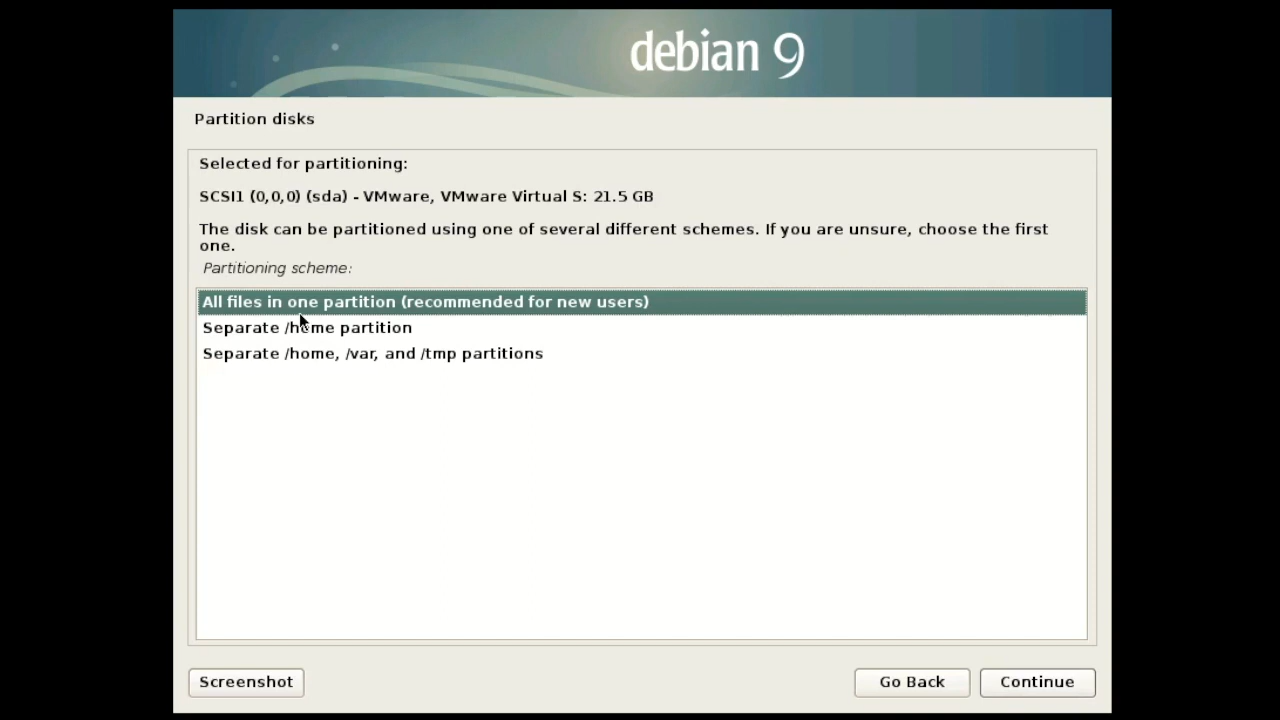 debian 9
Partition disks
Selected for partitioning:
SCSI1 (0,0,0) (sda) - VMware, VMware Virtual S: 21.5 GB
The disk can be partitioned using one of several different schemes. If you are unsure, choose the first
one.
Partitioning scheme:
All files in one partition (recommended for new users)
Separate /home partition
Separate /home, /var, and /tmp partitions
Screenshot
Go Back
Continue